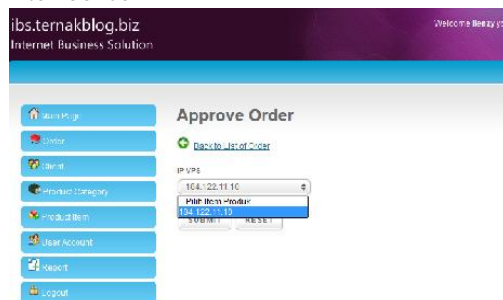 ibs.ternakblog.biz
Welcome fleezy
Internet Business Solution
Main Page
Order
Client
Product Category
Product Item
User Account
Report
Logout
Approve Order
Back to List of Order
IP VPS
104.122.11.10
Pilih Item Produk
104.122.11.10
SUBMIT RESET